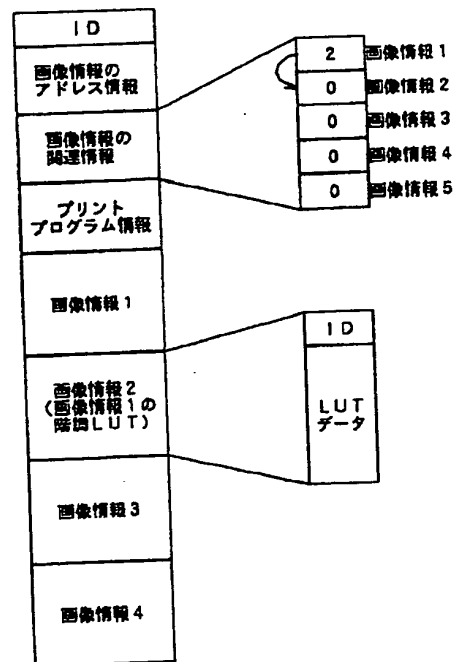 ID
画像情報の
アドレス情報
画像情報の
関連情報
プリント
プログラム情報
画像情報1
画像情報2
(画像情報1の
階調LUT)
画像情報3
画像情報4
2 画像情報1
0 画像情報2
0 画像情報3
0 画像情報4
0 画像情報5
ID
LUT
データ